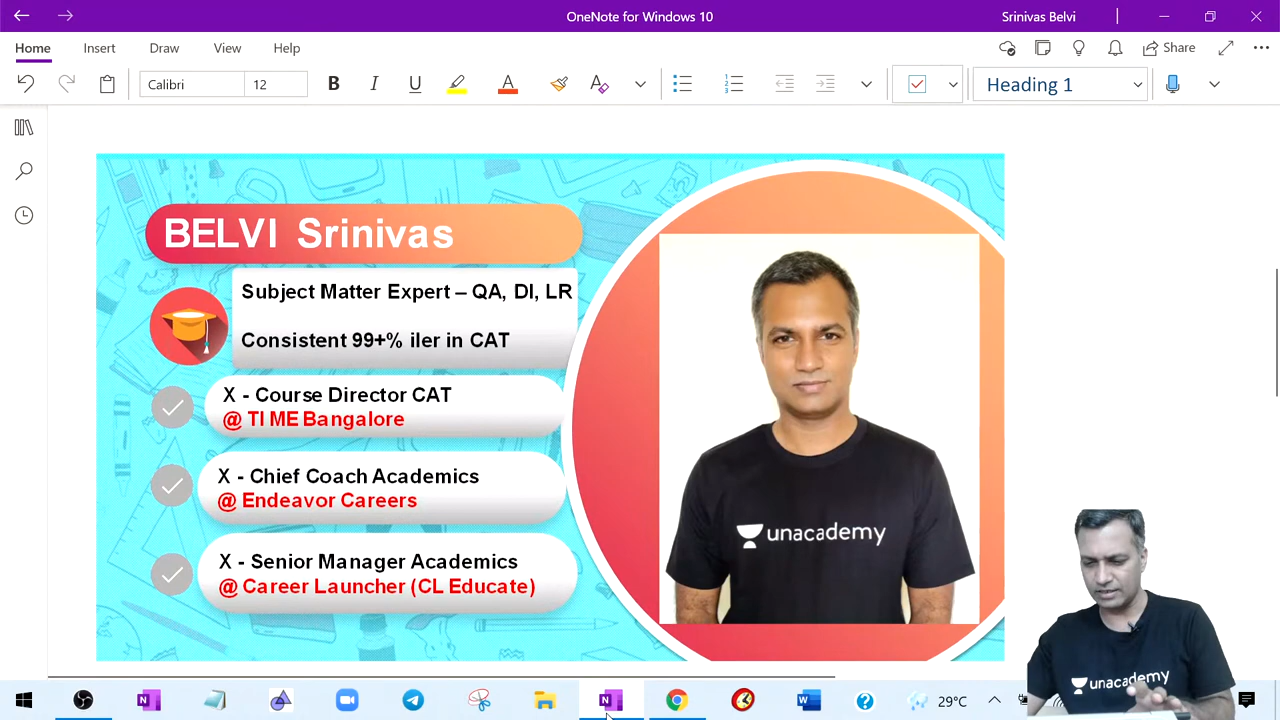 OneNote for Windows 10
Srinivas Belvi
Home Insert Draw View Help
Share
Calibri 12 B I U A A Heading 1
BELVI Srinivas
Subject Matter Expert – QA, DI, LR
Consistent 99+% iler in CAT
X - Course Director CAT
@ TIME Bangalore
X - Chief Coach Academics
@ Endeavor Careers
X - Senior Manager Academics
@ Career Launcher (CL Educate)
unacademy
unacademy
29°C